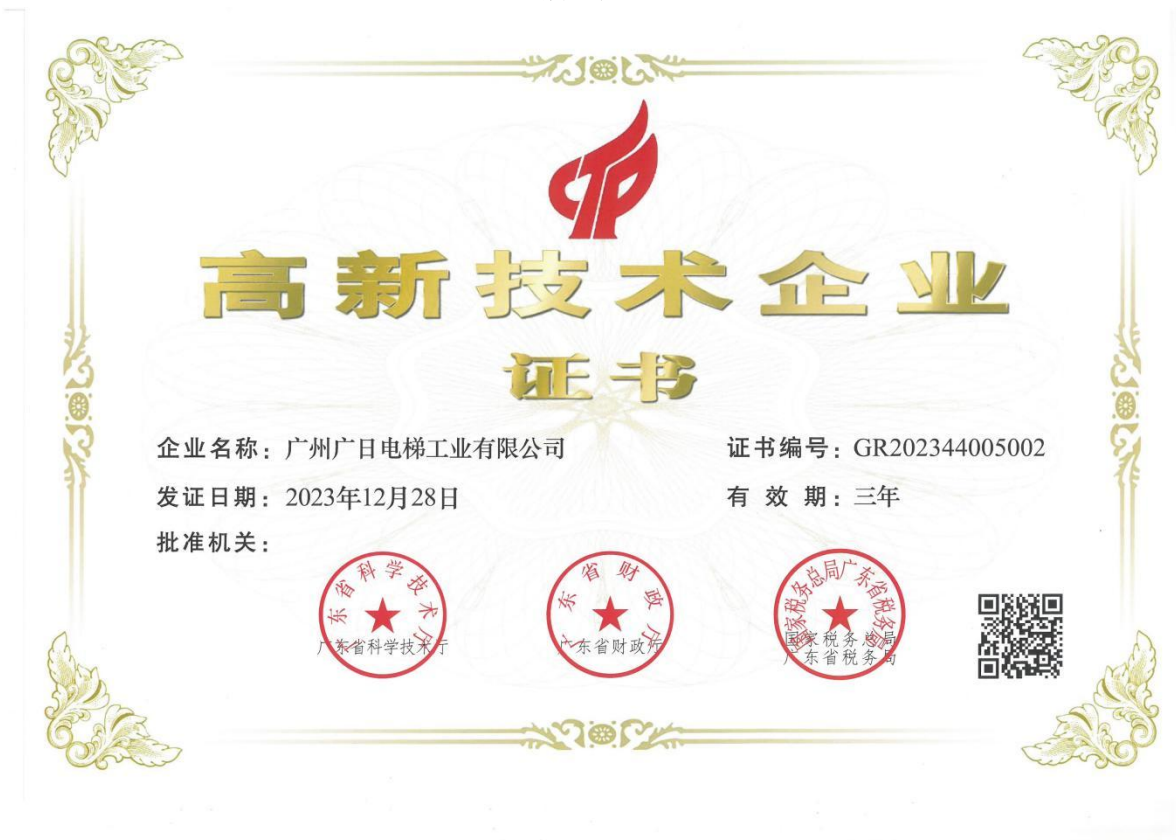 高新技术企业
证书
企业名称：广州广日电梯工业有限公司
证书编号：GR202344005002
发证日期：2023年12月28日
有效期：三年
批准机关：
广东省科学技术厅
广东省科学技术厅
广东省财政厅
广东省财政厅
国家税务总局广东省税务局
国家税务总局
广东省税务局